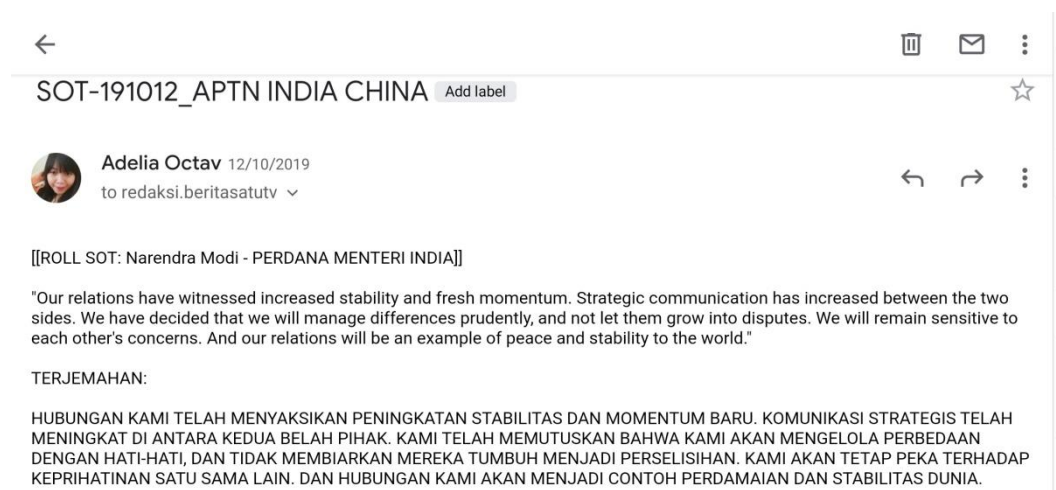 SOT-191012_APTN INDIA CHINA Add label
Adelia Octav 12/10/2019
to redaksi.beritasatutv
[[ROLL SOT: Narendra Modi - PERDANA MENTERI INDIA]]
"Our relations have witnessed increased stability and fresh momentum. Strategic communication has increased between the two
sides. We have decided that we will manage differences prudently, and not let them grow into disputes. We will remain sensitive to
each other's concerns. And our relations will be an example of peace and stability to the world."
TERJEMAHAN:
HUBUNGAN KAMI TELAH MENYAKSIKAN PENINGKATAN STABILITAS DAN MOMENTUM BARU. KOMUNIKASI STRATEGIS TELAH
MENINGKAT DI ANTARA KEDUA BELAH PIHAK. KAMI TELAH MEMUTUSKAN BAHWA KAMI AKAN MENGELOLA PERBEDAAN
DENGAN HATI-HATI, DAN TIDAK MEMBIARKAN MEREKA TUMBUH MENJADI PERSELISIHAN. KAMI AKAN TETAP PEKA TERHADAP
KEPRIHATINAN SATU SAMA LAIN. DAN HUBUNGAN KAMI AKAN MENJADI CONTOH PERDAMAIAN DAN STABILITAS DUNIA.